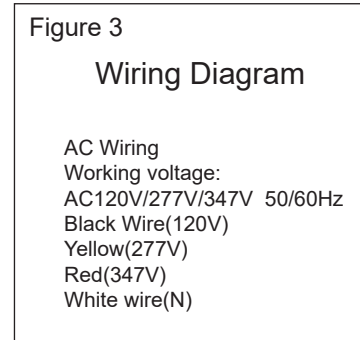 Figure 3
Wiring Diagram
AC Wiring
Working voltage:
AC120V/277V/347V 50/60Hz
Black Wire(120V)
Yellow(277V)
Red(347V)
White wire(N)